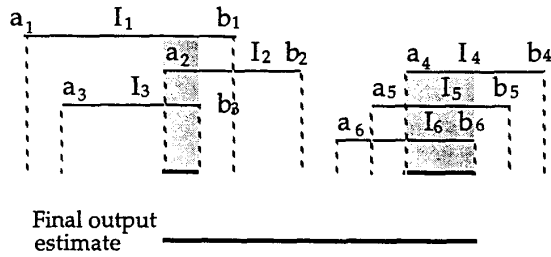 a1 I1 b1
a2 I2 b2
a4 I4 b4
a3 I3 b3
a5 I5 b5
a6 I6 b6
Final output
estimate